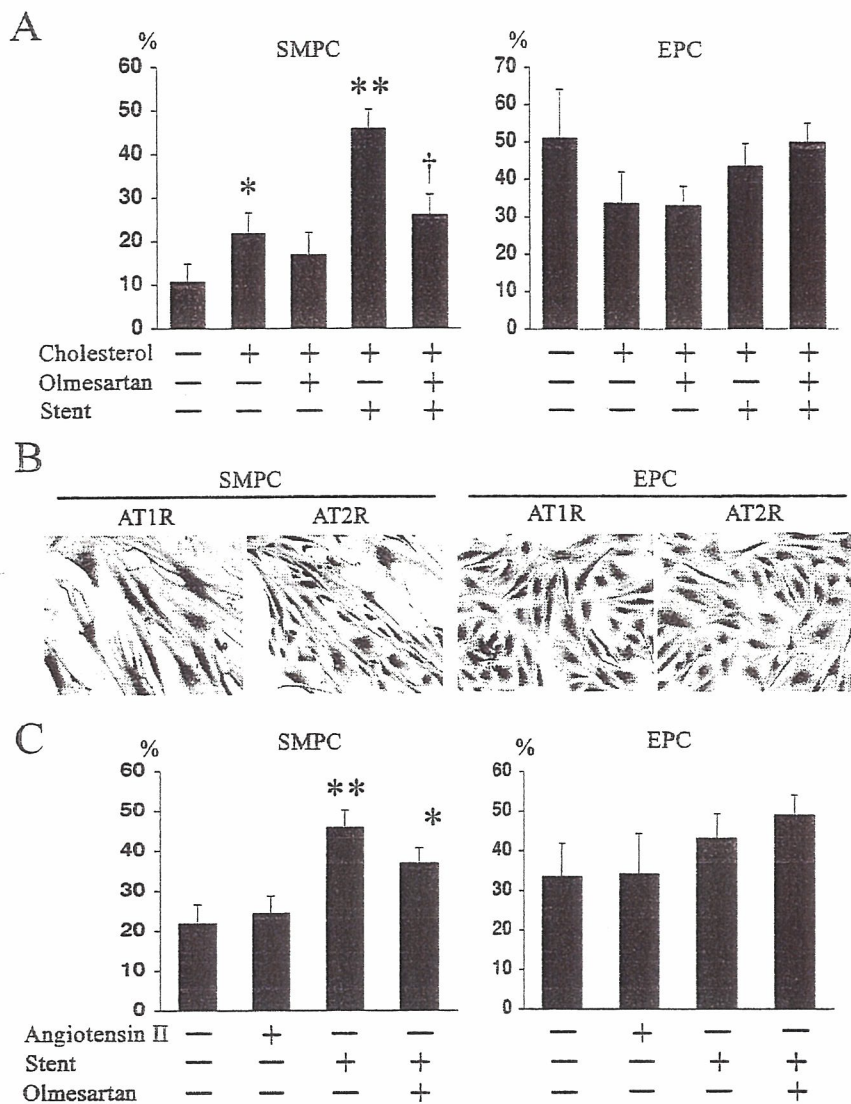 A
% SMPC
60
50
40
30
20
10
0
* ** †
% EPC
70
60
50
40
30
20
10
0
Cholesterol — + + + + — + + + +
Olmesartan — — + — + — — + — +
Stent — — — + + — — — + +
B
SMPC EPC
AT1R AT2R AT1R AT2R
C
% SMPC
60
50
40
30
20
10
0
** *
% EPC
60
50
40
30
20
10
0
Angiotensin II — + — — — + — —
Stent — — + + — — + +
Olmesartan — — — + — — — +